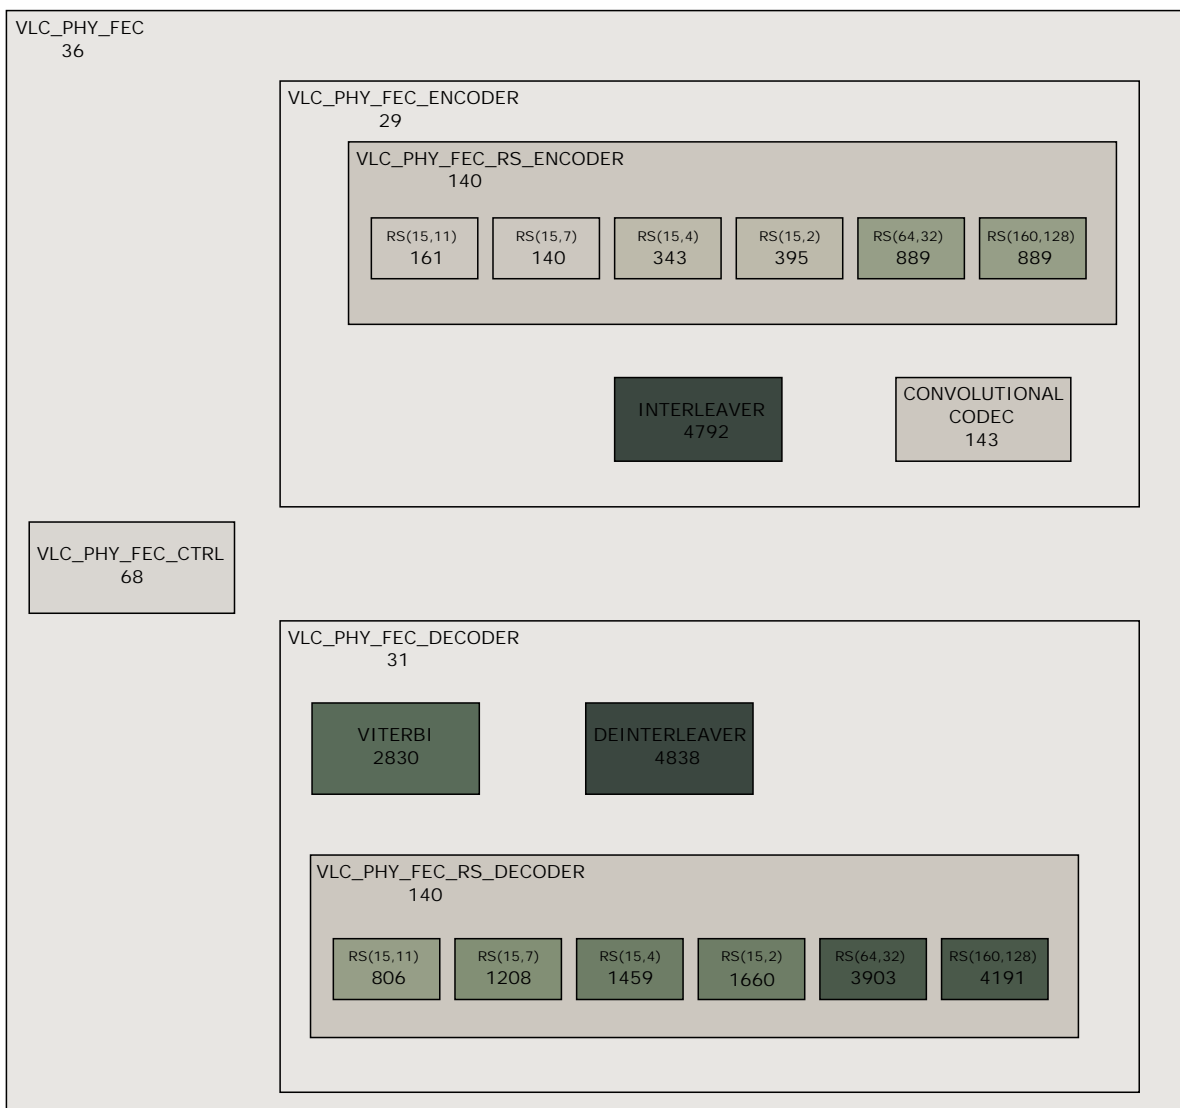 VLC_PHY_FEC
36
VLC_PHY_FEC_ENCODER
29
VLC_PHY_FEC_RS_ENCODER
140
RS(15,11)
161
RS(15,7)
140
RS(15,4)
343
RS(15,2)
395
RS(64,32)
889
RS(160,128)
889
INTERLEAVER
4792
CONVOLUTIONAL
CODEC
143
VLC_PHY_FEC_CTRL
68
VLC_PHY_FEC_DECODER
31
VITERBI
2830
DEINTERLEAVER
4838
VLC_PHY_FEC_RS_DECODER
140
RS(15,11)
806
RS(15,7)
1208
RS(15,4)
1459
RS(15,2)
1660
RS(64,32)
3903
RS(160,128)
4191